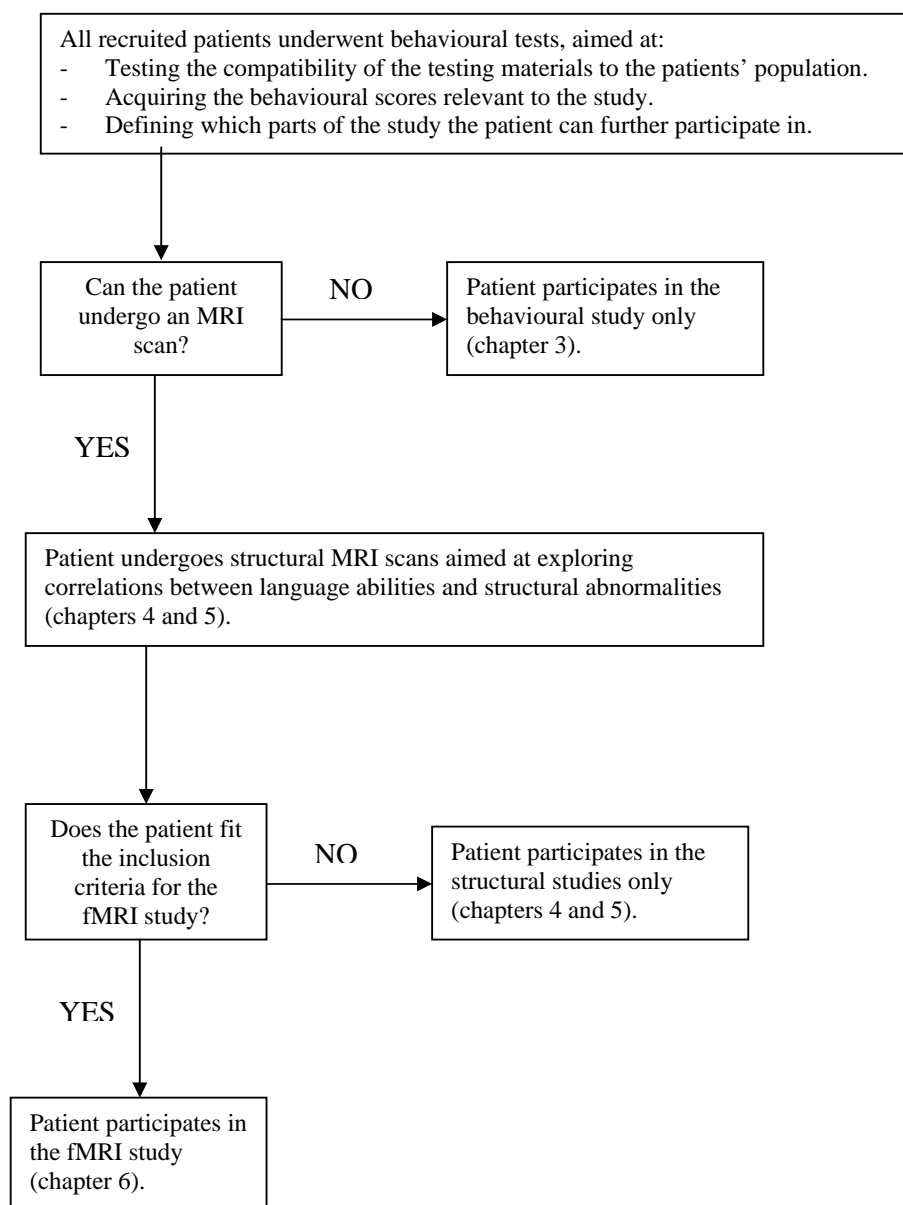 All recruited patients underwent behavioural tests, aimed at:
- Testing the compatibility of the testing materials to the patients’ population.
- Acquiring the behavioural scores relevant to the study.
- Defining which parts of the study the patient can further participate in.
Can the patient
undergo an MRI
scan?
NO
Patient participates in the
behavioural study only
(chapter 3).
YES
Patient undergoes structural MRI scans aimed at exploring
correlations between language abilities and structural abnormalities
(chapters 4 and 5).
Does the patient fit
the inclusion
criteria for the
fMRI study?
NO
Patient participates in the
structural studies only
(chapters 4 and 5).
YES
Patient participates in
the fMRI study
(chapter 6).